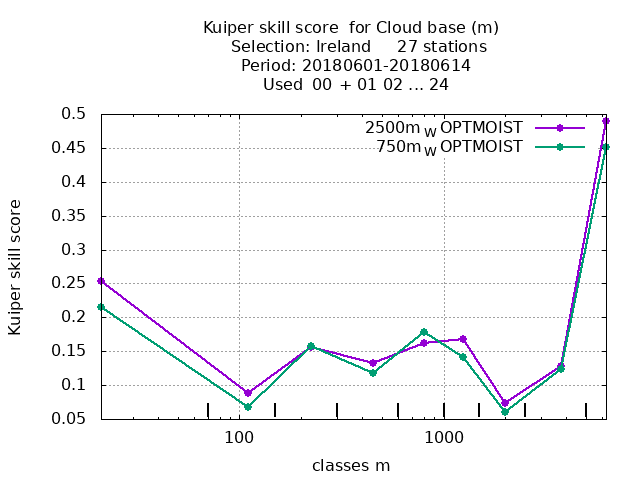 Kuiper skill score  for Cloud base (m)
Selection: Ireland     27 stations
Period: 20180601-20180614
Used  00 + 01 02 ... 24
2500m W OPTMOIST
750m W OPTMOIST
Kuiper skill score
0.5
0.45
0.4
0.35
0.3
0.25
0.2
0.15
0.1
0.05
100 1000
classes m